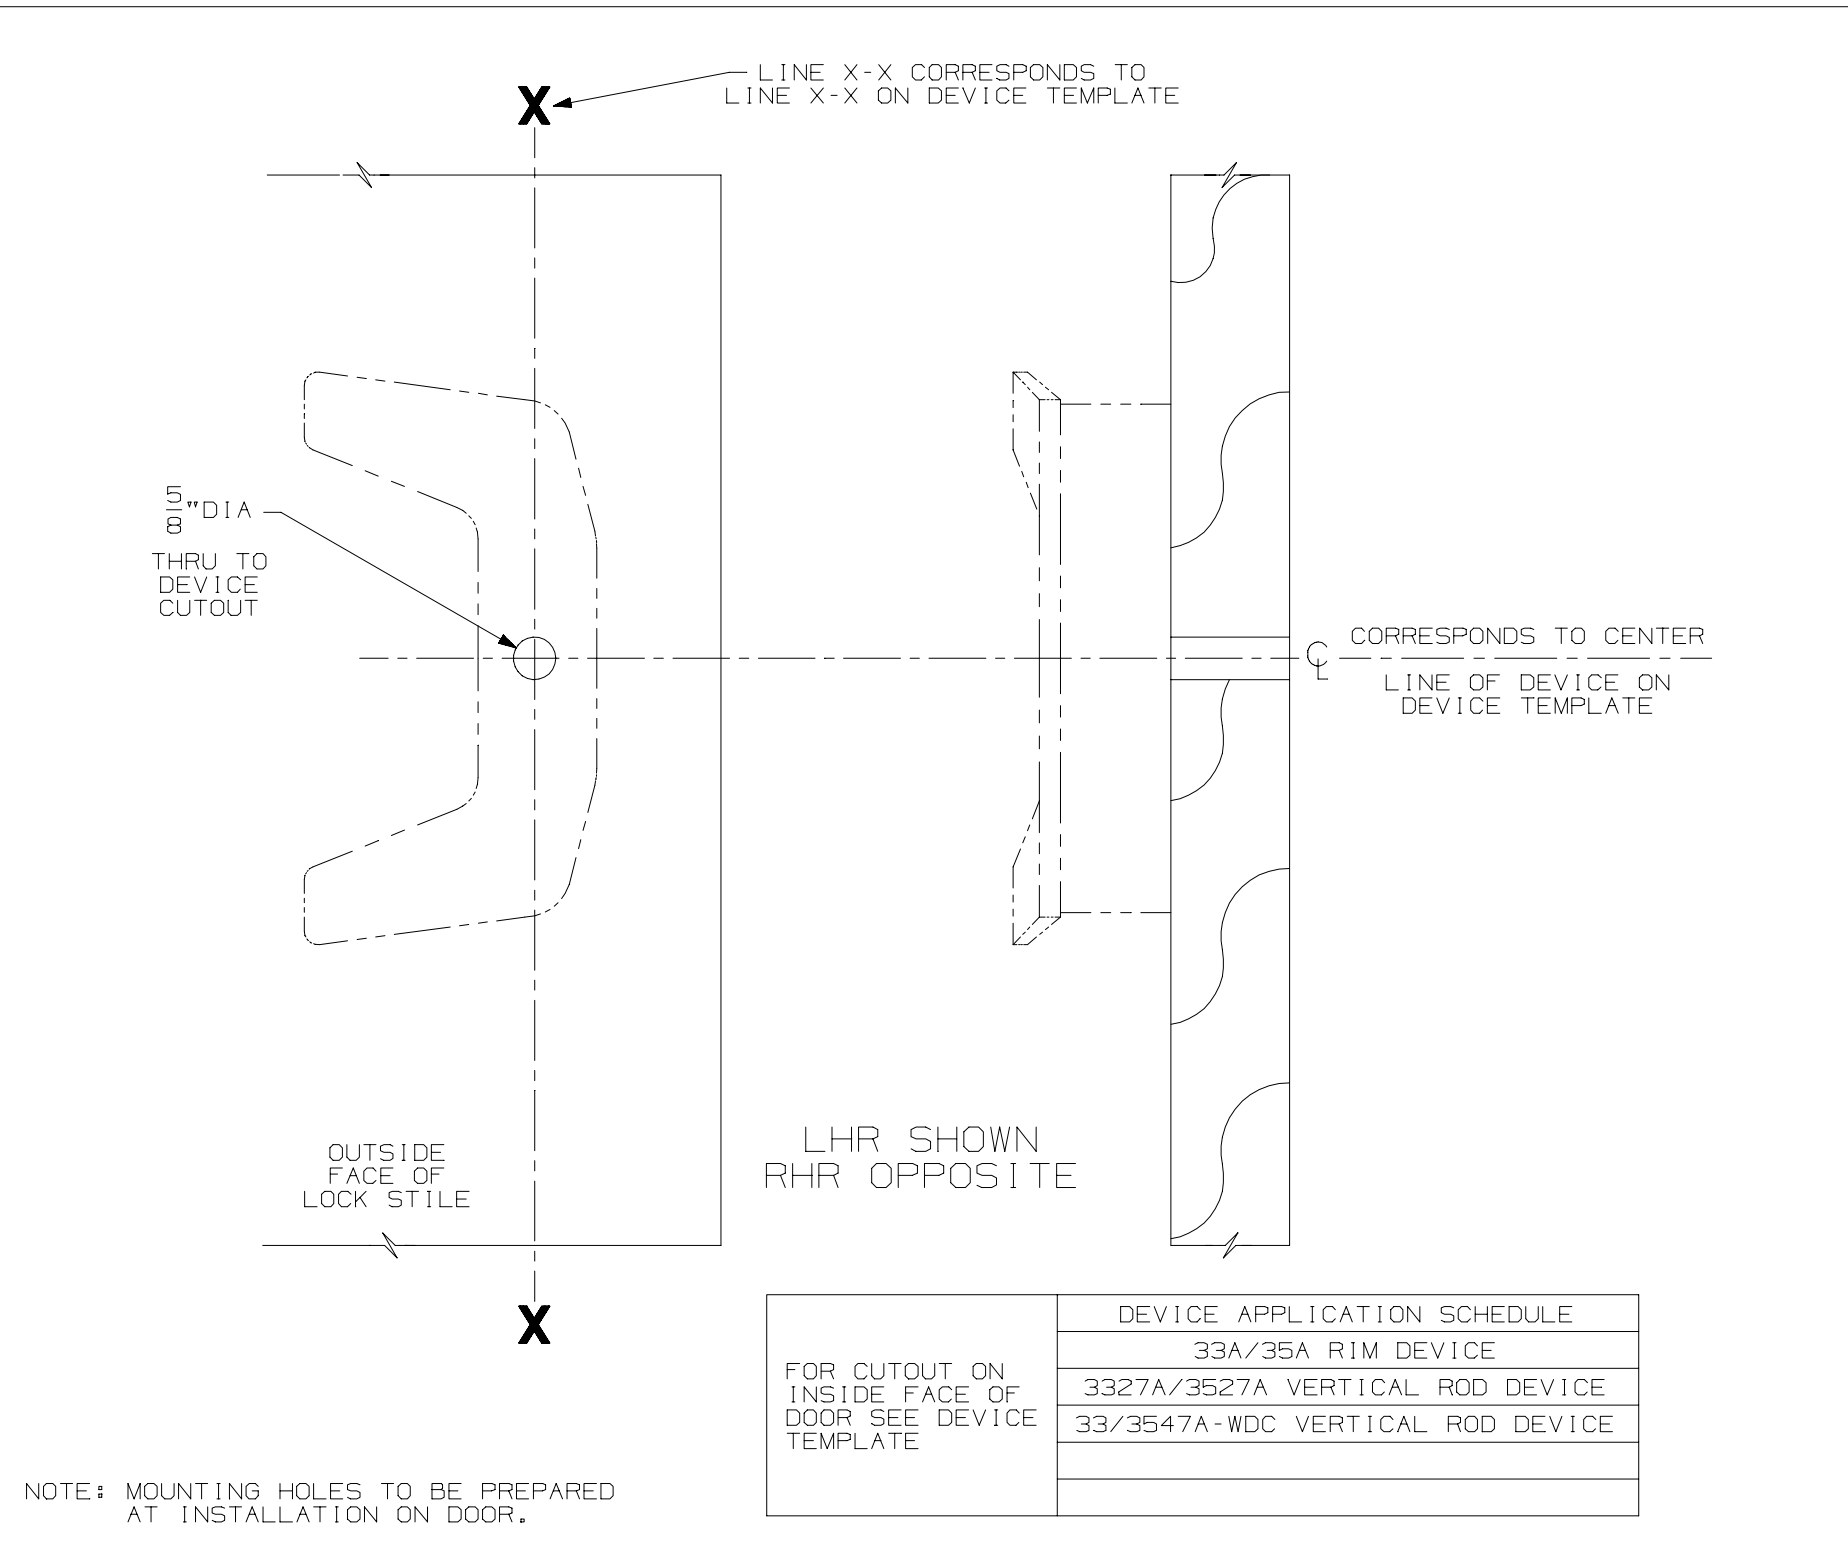 X
LINE X-X CORRESPONDS TO
LINE X-X ON DEVICE TEMPLATE
5/8"DIA
THRU TO
DEVICE
CUTOUT
CL
CORRESPONDS TO CENTER
LINE OF DEVICE ON
DEVICE TEMPLATE
LHR SHOWN
RHR OPPOSITE
OUTSIDE
FACE OF
LOCK STILE
X
FOR CUTOUT ON
INSIDE FACE OF
DOOR SEE DEVICE
TEMPLATE
DEVICE APPLICATION SCHEDULE
33A/35A RIM DEVICE
3327A/3527A VERTICAL ROD DEVICE
33/3547A-WDC VERTICAL ROD DEVICE
NOTE: MOUNTING HOLES TO BE PREPARED
AT INSTALLATION ON DOOR.